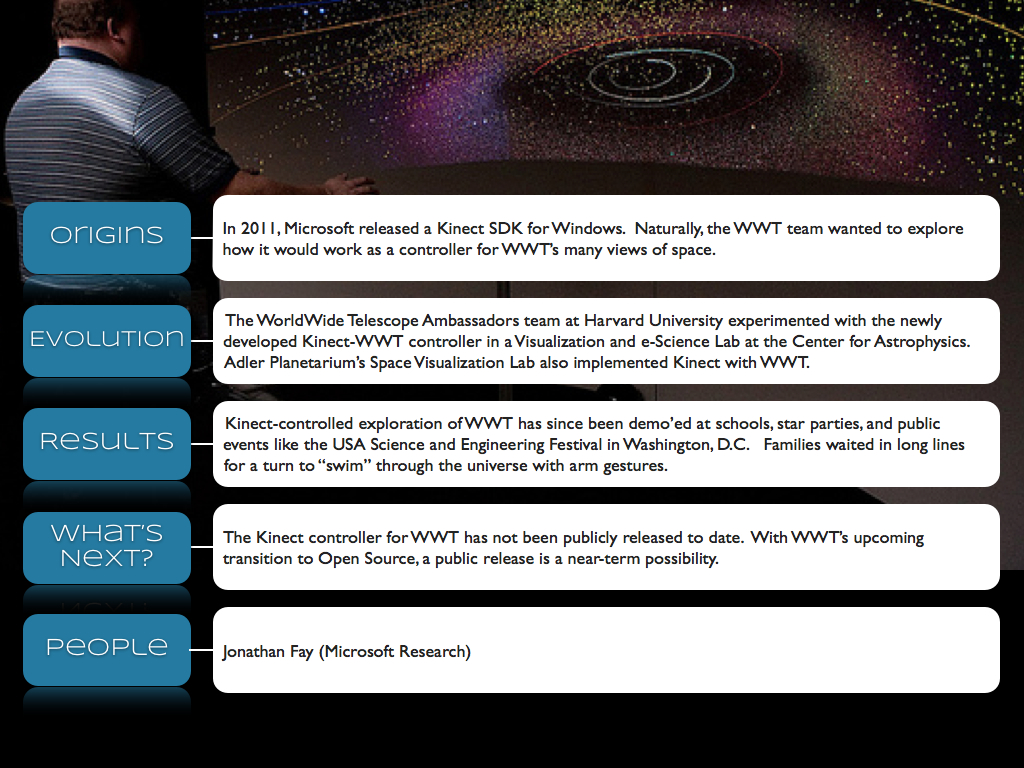 Origins
In 2011, Microsoft released a Kinect SDK for Windows. Naturally, the WWT team wanted to explore
how it would work as a controller for WWT's many views of space.
Evolution
The WorldWide Telescope Ambassadors team at Harvard University experimented with the newly
developed Kinect-WWT controller in a Visualization and e-Science Lab at the Center for Astrophysics.
Adler Planetarium's Space Visualization Lab also implemented Kinect with WWT.
Results
Kinect-controlled exploration of WWT has since been demo'ed at schools, star parties, and public
events like the USA Science and Engineering Festival in Washington, D.C. Families waited in long lines
for a turn to “swim” through the universe with arm gestures.
What's
Next?
The Kinect controller for WWT has not been publicly released to date. With WWT's upcoming
transition to Open Source, a public release is a near-term possibility.
People
Jonathan Fay (Microsoft Research)